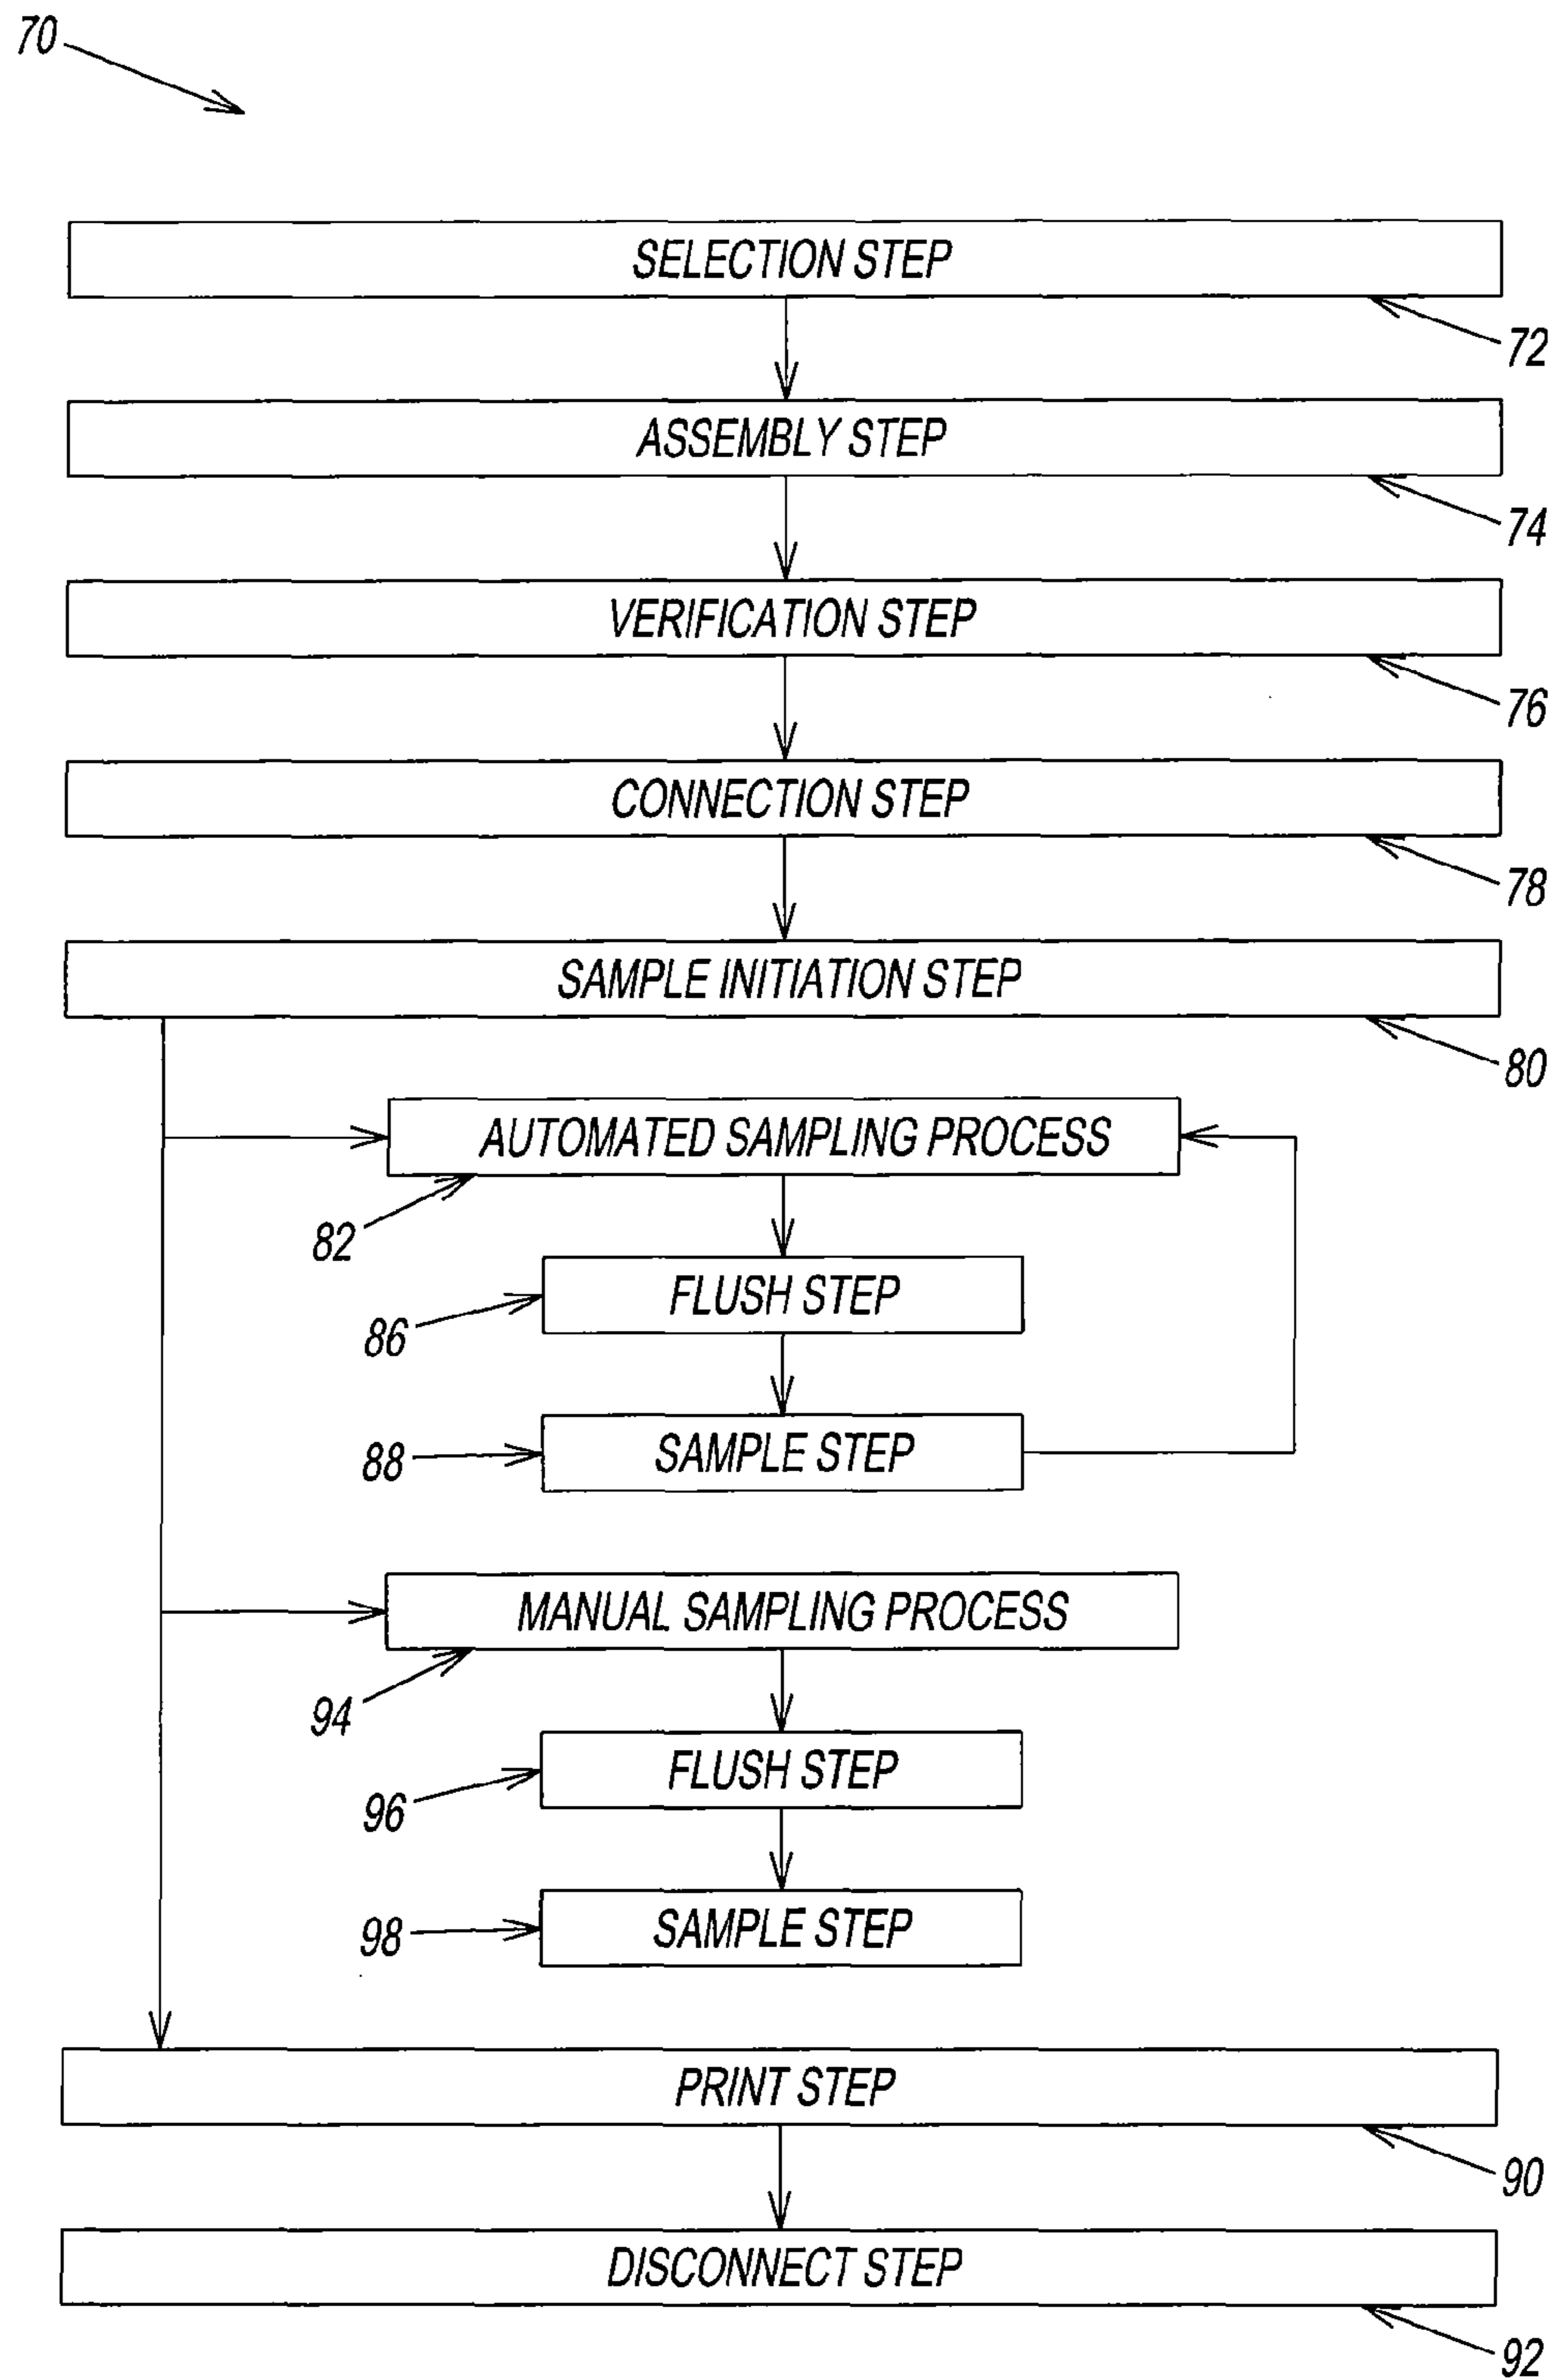 70
SELECTION STEP
72
ASSEMBLY STEP
74
VERIFICATION STEP
76
CONNECTION STEP
78
SAMPLE INITIATION STEP
80
AUTOMATED SAMPLING PROCESS
82
FLUSH STEP
86
SAMPLE STEP
88
MANUAL SAMPLING PROCESS
94
FLUSH STEP
96
SAMPLE STEP
98
PRINT STEP
90
DISCONNECT STEP
92